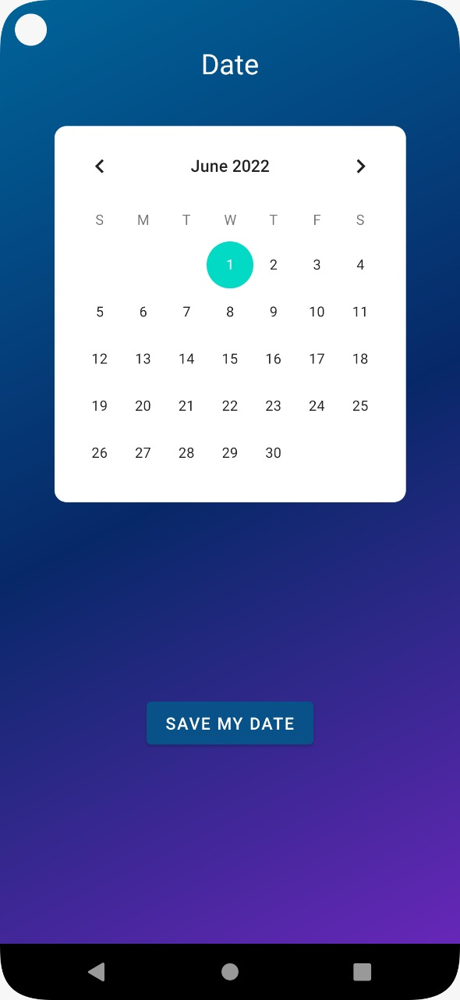 Date
June 2022
S M T W T F S
1 2 3 4
5 6 7 8 9 10 11
12 13 14 15 16 17 18
19 20 21 22 23 24 25
26 27 28 29 30
SAVE MY DATE